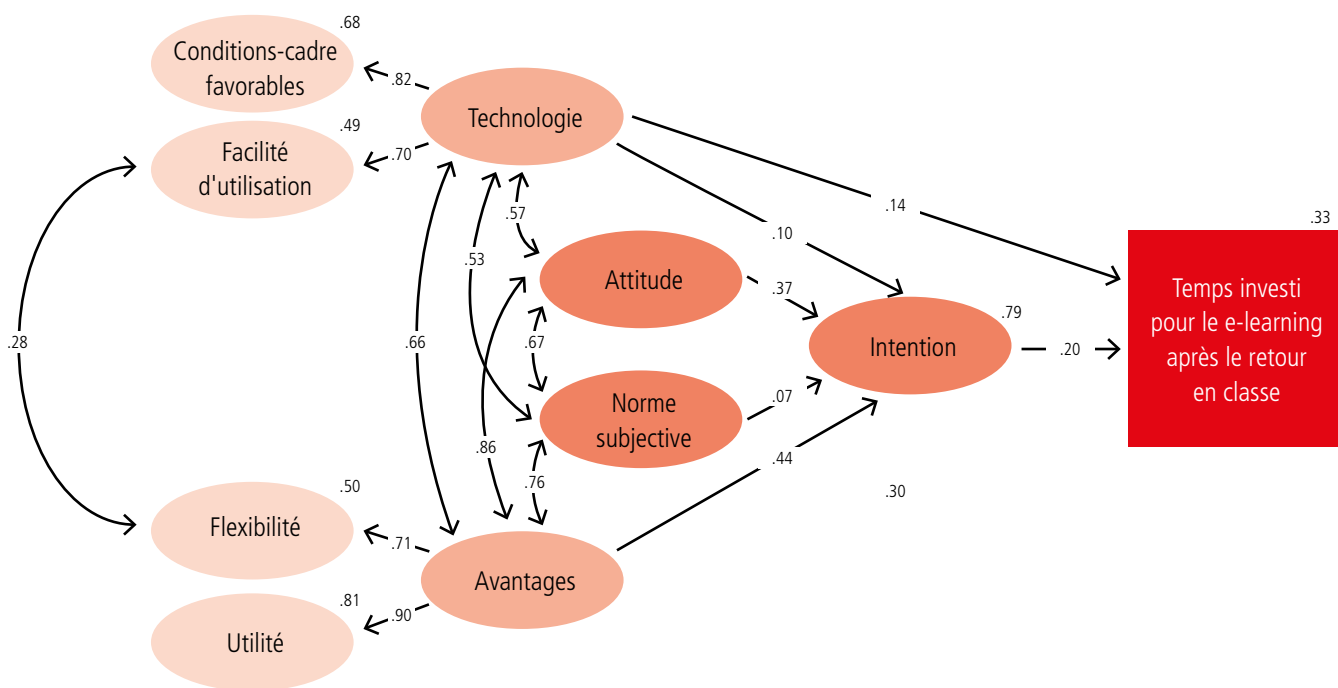 .68
Conditions-cadre
favorables
.82
Technologie
.49
Facilité
d'utilisation
.70
.14
.57
.10
.33
.53
Attitude
.37
Temps investi
pour le e-learning
après le retour
en classe
.79
.28
.66
.67
Intention
.20
Norme
subjective
.07
.86
.44
.76
.50
.30
Flexibilité
.71
Avantages
.81
.90
Utilité